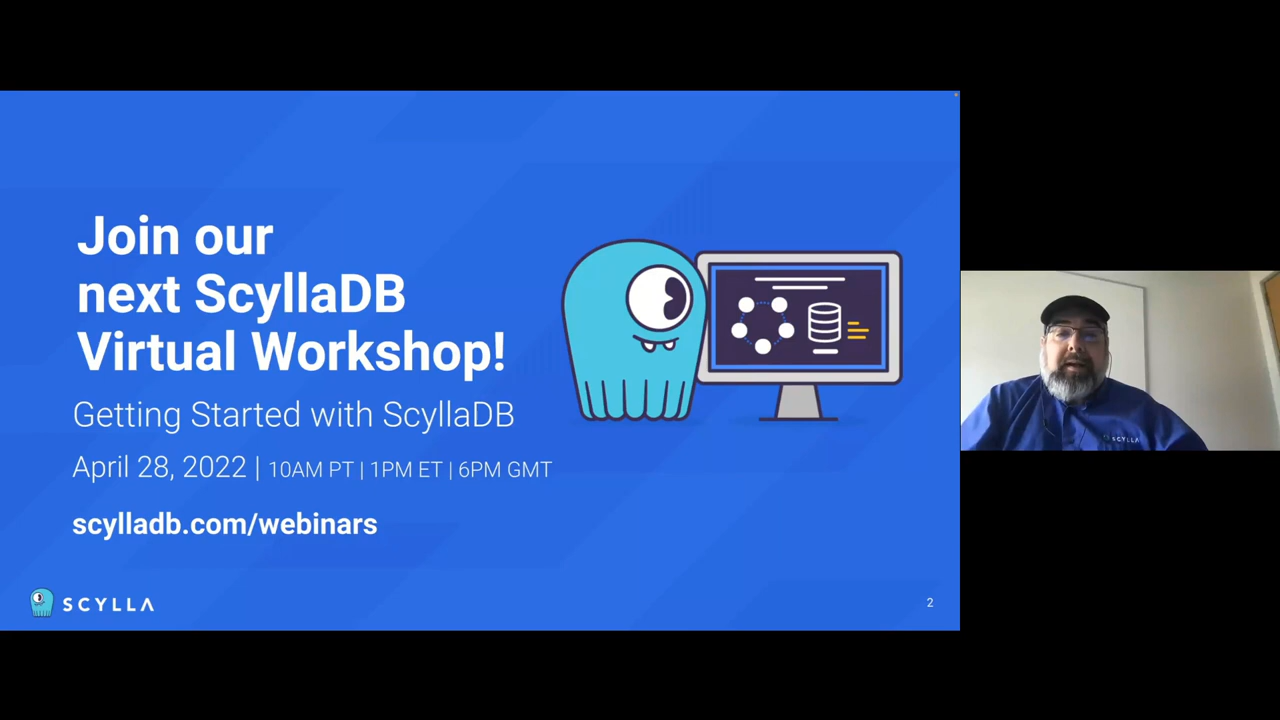 Join our
next ScyllaDB
Virtual Workshop!
Getting Started with ScyllaDB
April 28, 2022 | 10AM PT | 1PM ET | 6PM GMT
scylladb.com/webinars
SCYLLA
2
SCYLLA